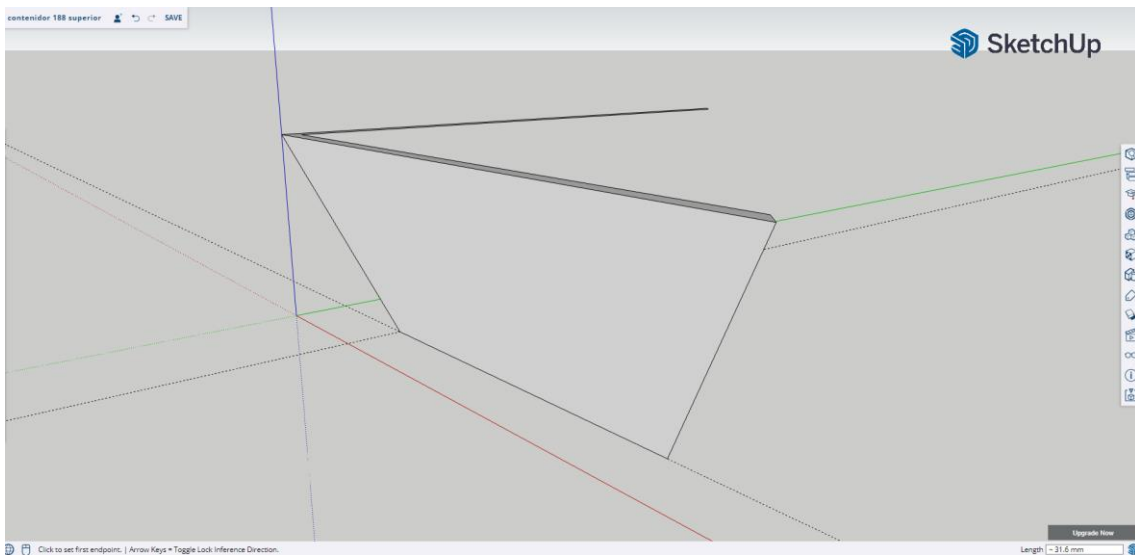 contenidor 188 superior SAVE
SketchUp
Upgrade Now
Click to set first endpoint. | Arrow Keys = Toggle Lock Inference Direction. Length ~ 31.6 mm